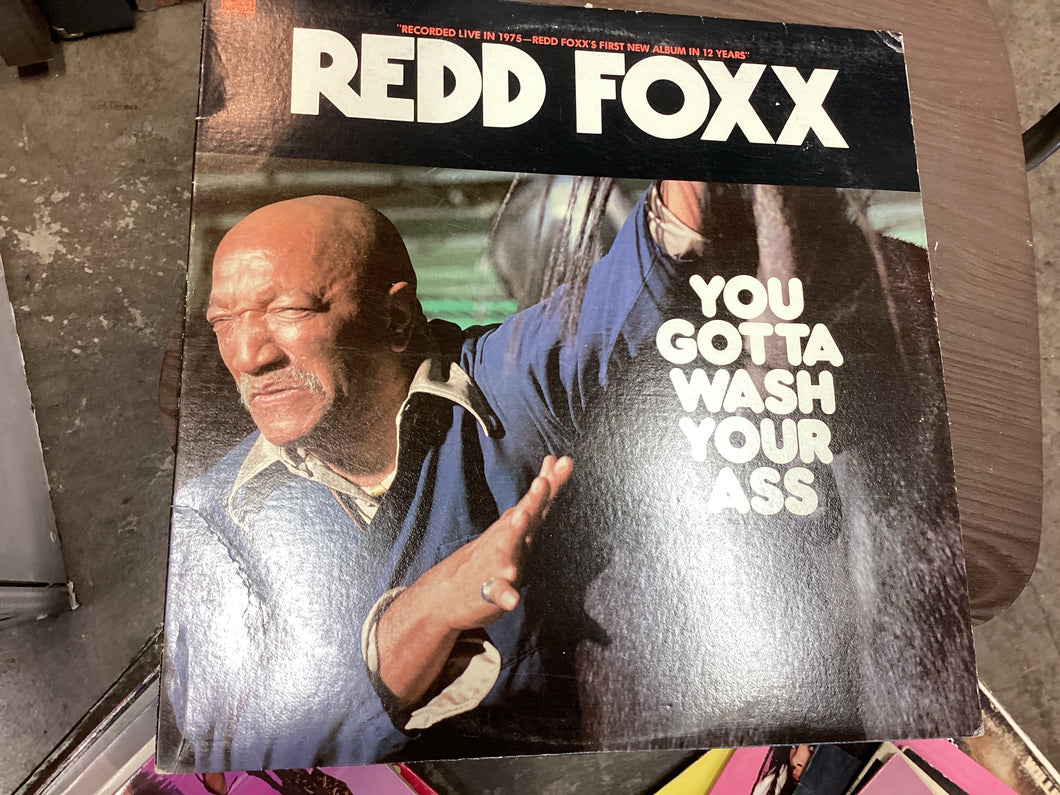 "RECORDED LIVE IN 1975—REDD FOXX'S FIRST NEW ALBUM IN 12 YEARS"
REDD FOXX
YOU
GOTTA
WASH
YOUR
ASS